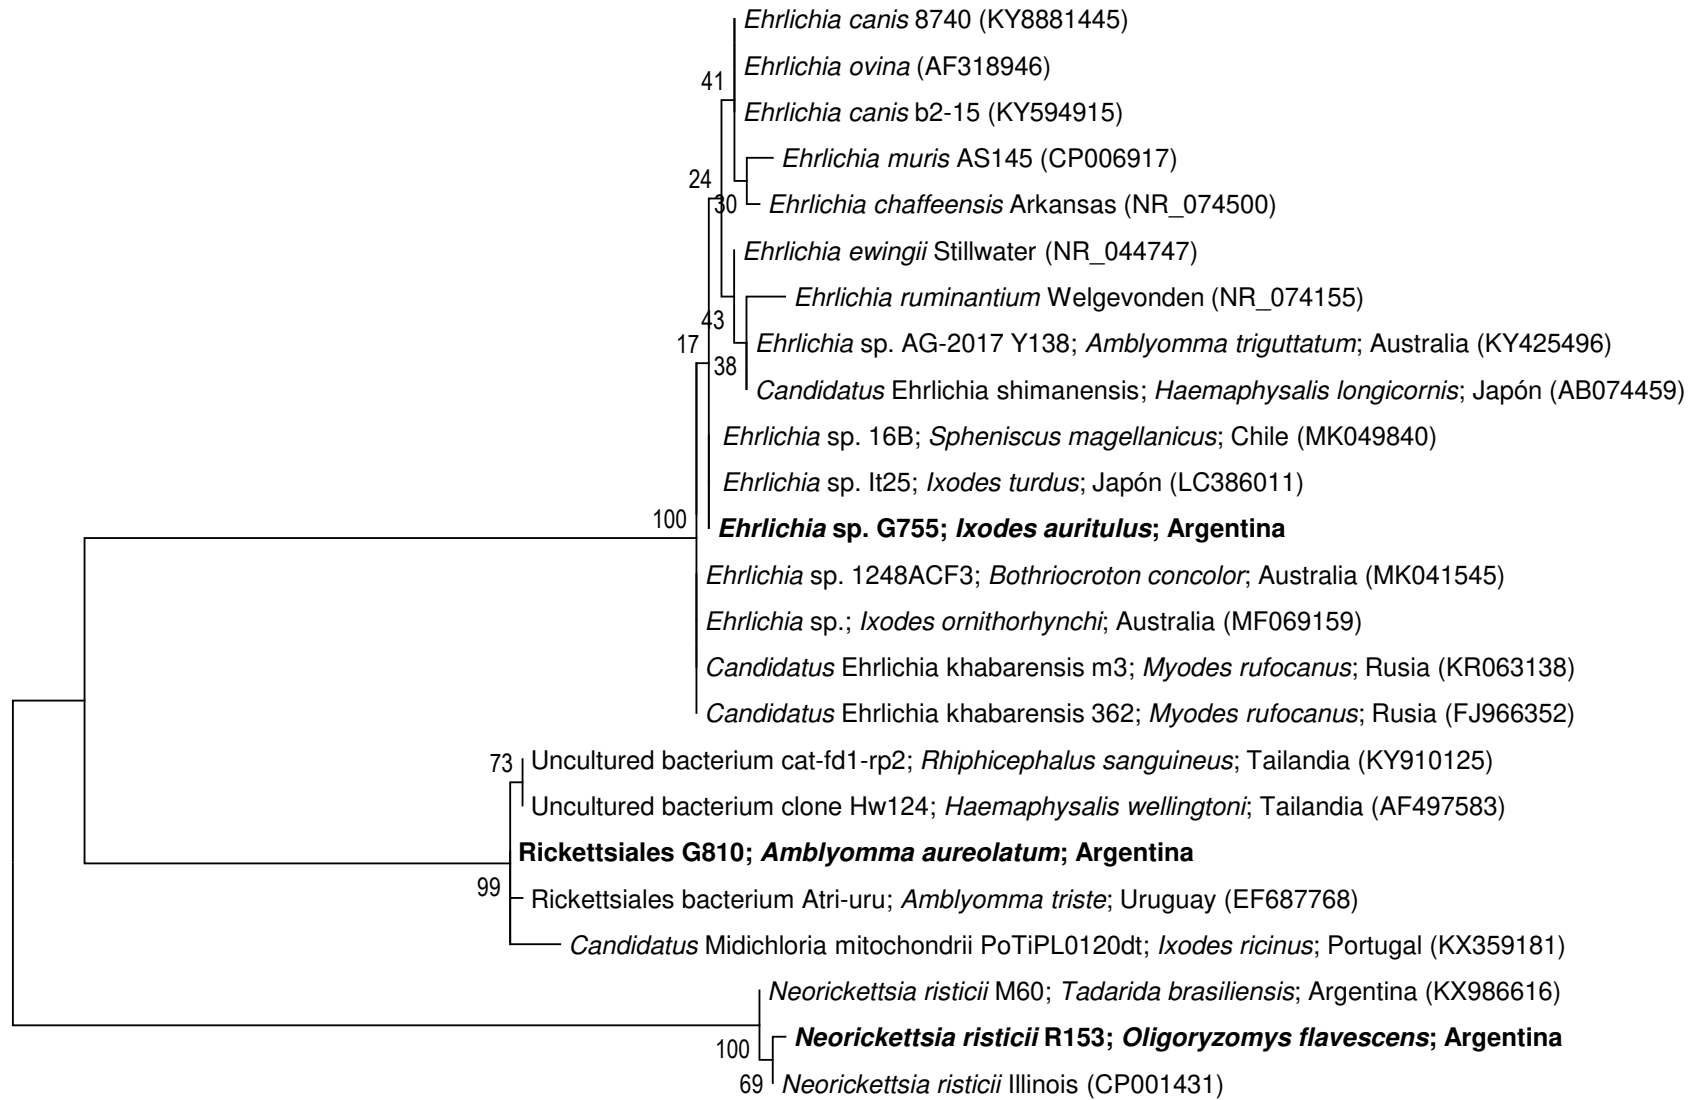 Ehrlichia canis 8740 (KY8881445)
Ehrlichia ovina (AF318946)
41
Ehrlichia canis b2-15 (KY594915)
Ehrlichia muris AS145 (CP006917)
24
30
Ehrlichia chaffeensis Arkansas (NR_074500)
Ehrlichia ewingii Stillwater (NR_044747)
Ehrlichia ruminantium Welgevonden (NR_074155)
43
17
Ehrlichia sp. AG-2017 Y138; Amblyomma triguttatum; Australia (KY425496)
38
Candidatus Ehrlichia shimanensis; Haemaphysalis longicornis; Japón (AB074459)
Ehrlichia sp. 16B; Spheniscus magellanicus; Chile (MK049840)
Ehrlichia sp. It25; Ixodes turdus; Japón (LC386011)
100
Ehrlichia sp. G755; Ixodes auritulus; Argentina
Ehrlichia sp. 1248ACF3; Bothriocroton concolor; Australia (MK041545)
Ehrlichia sp.; Ixodes ornithorhynchi; Australia (MF069159)
Candidatus Ehrlichia khabarensis m3; Myodes rufocanus; Rusia (KR063138)
Candidatus Ehrlichia khabarensis 362; Myodes rufocanus; Rusia (FJ966352)
73
Uncultured bacterium cat-fd1-rp2; Rhiphicephalus sanguineus; Tailandia (KY910125)
Uncultured bacterium clone Hw124; Haemaphysalis wellingtoni; Tailandia (AF497583)
Rickettsiales G810; Amblyomma aureolatum; Argentina
99
Rickettsiales bacterium Atri-uru; Amblyomma triste; Uruguay (EF687768)
Candidatus Midichloria mitochondrii PoTiPL0120dt; Ixodes ricinus; Portugal (KX359181)
Neorickettsia risticii M60; Tadarida brasiliensis; Argentina (KX986616)
Neorickettsia risticii R153; Oligoryzomys flavescens; Argentina
100
69
Neorickettsia risticii Illinois (CP001431)